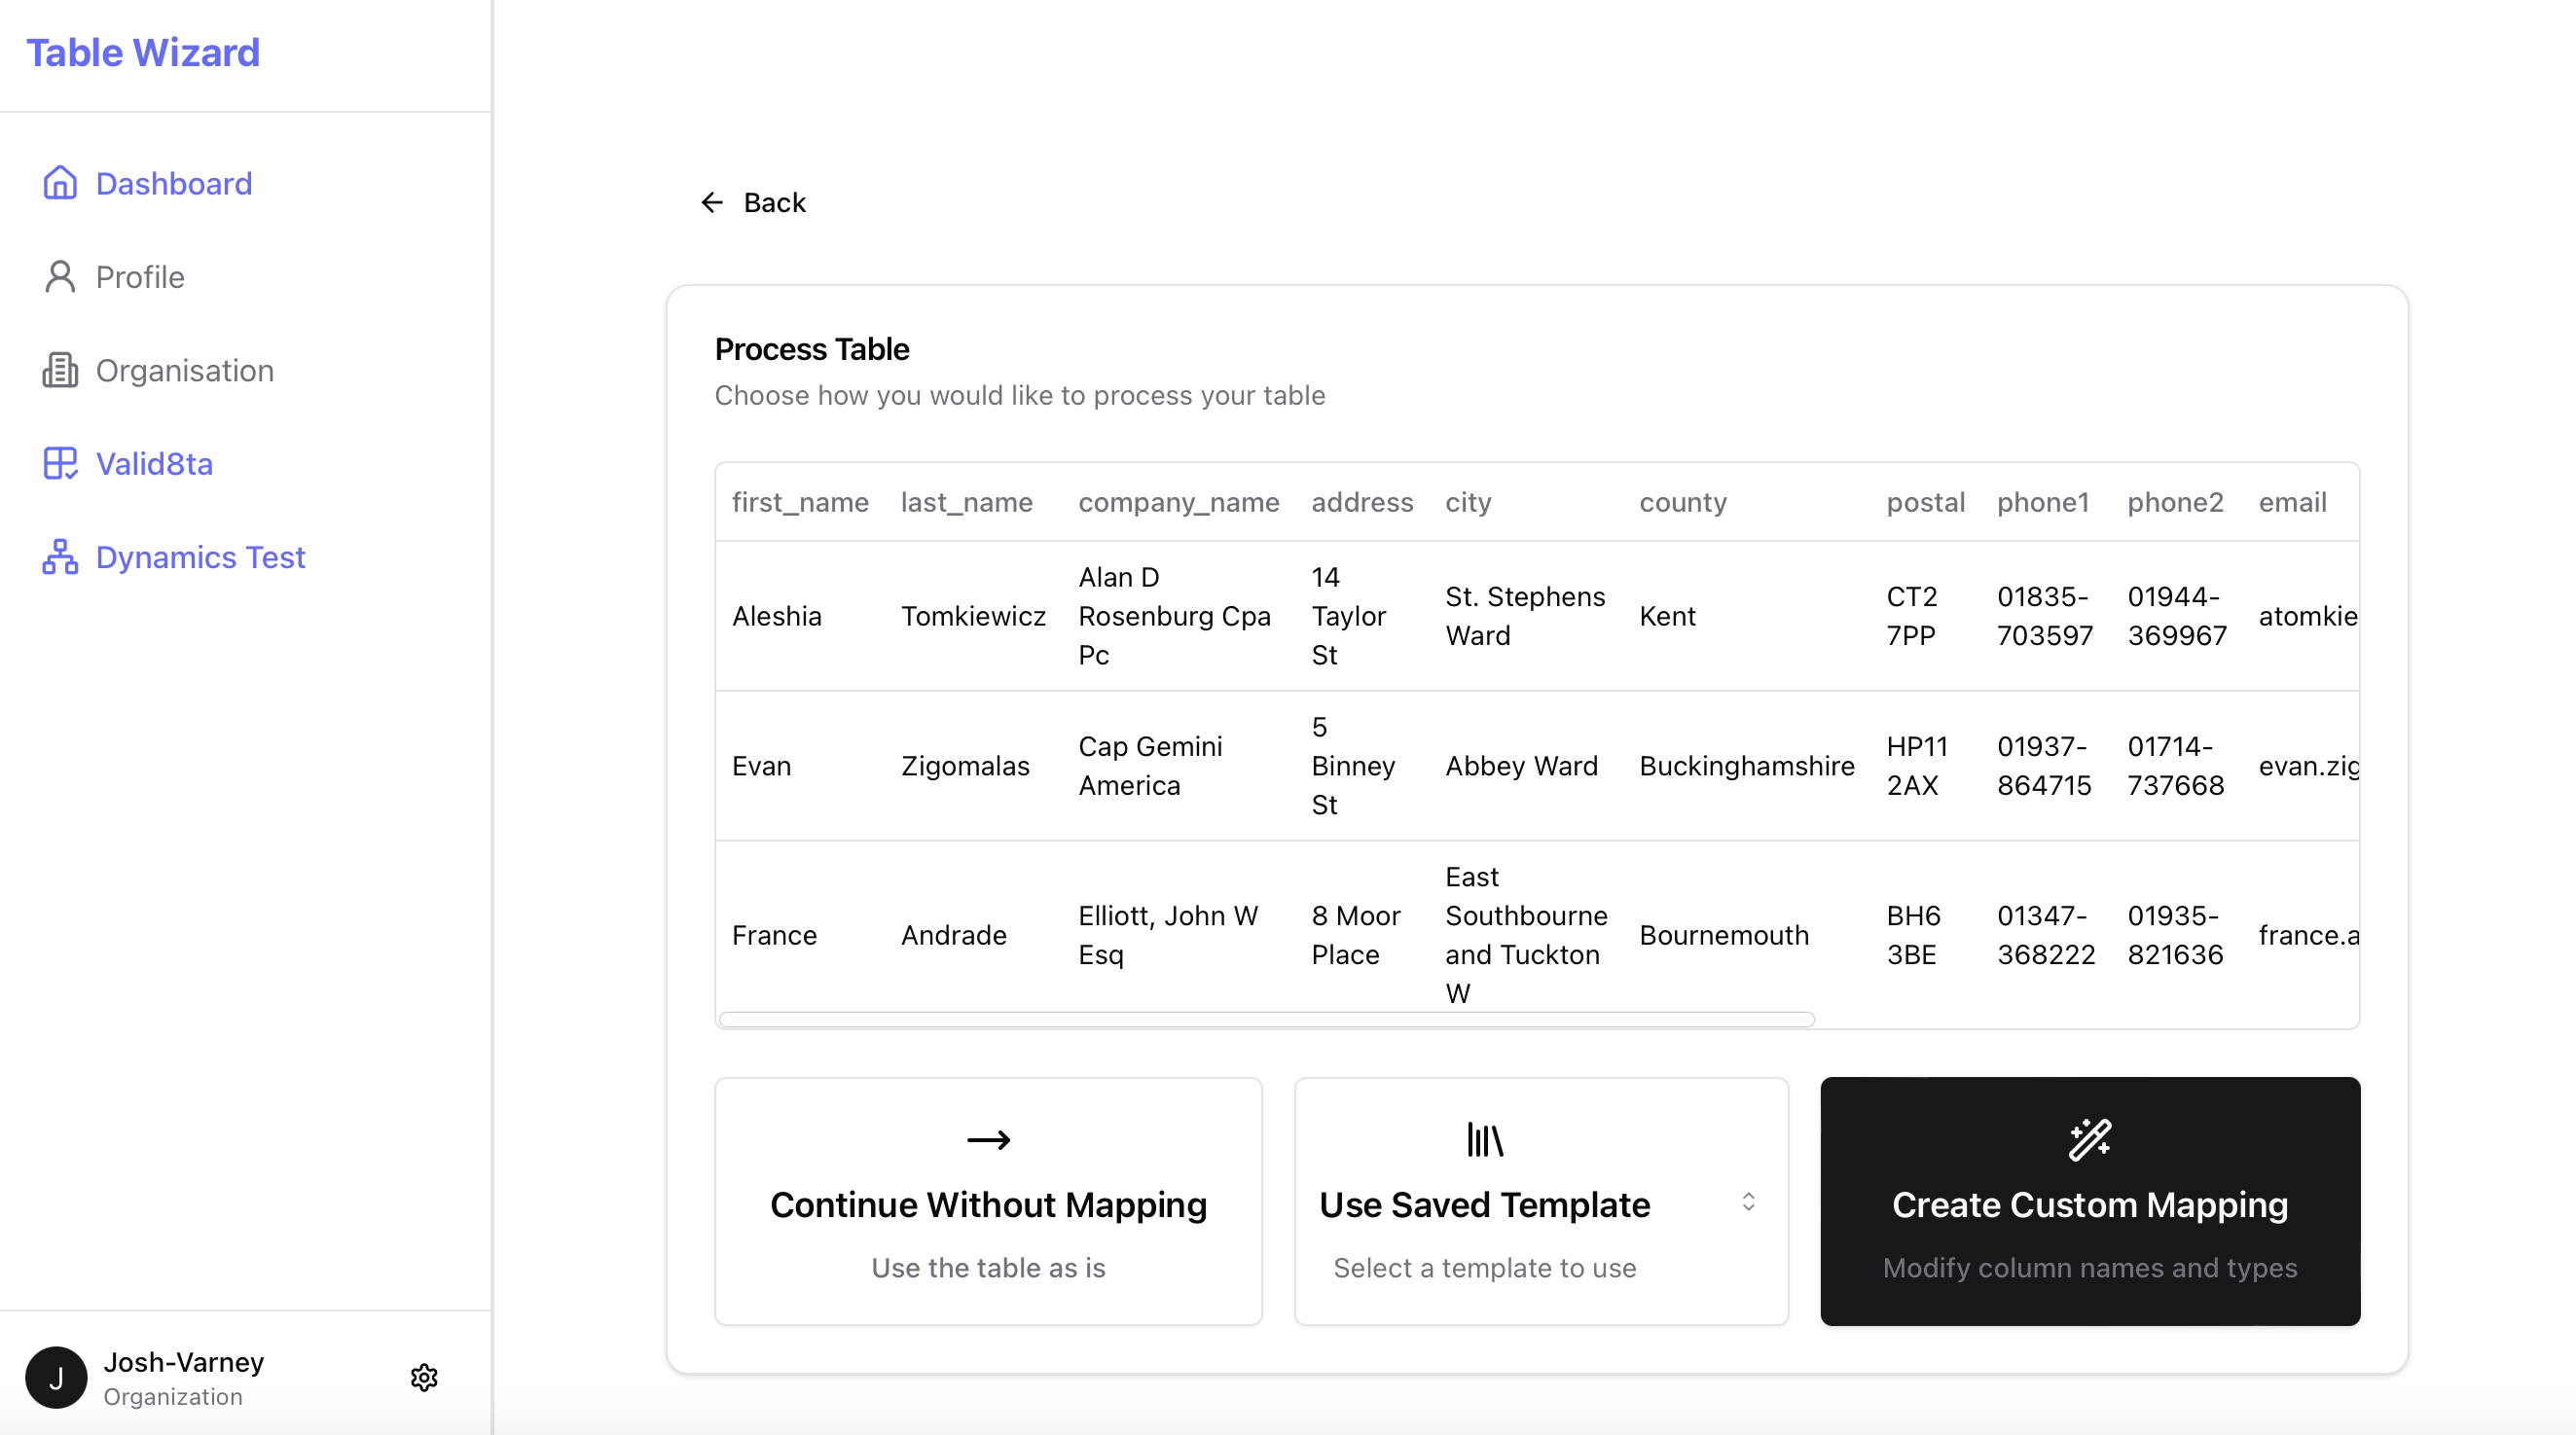 Table Wizard
Dashboard
Profile
Organisation
Valid8ta
Dynamics Test
Josh-Varney
Organization
J
Back
Process Table
Choose how you would like to process your table
first_name last_name company_name address city county postal phone1 phone2 email
Aleshia Tomkiewicz Alan D Rosenburg Cpa Pc 14 Taylor St St. Stephens Ward Kent CT2 7PP 01835-703597 01944-369967 atomkie
Evan Zigomalas Cap Gemini America 5 Binney St Abbey Ward Buckinghamshire HP11 2AX 01937-864715 01714-737668 evan.zig
France Andrade Elliott, John W Esq 8 Moor Place East Southbourne and Tuckton W Bournemouth BH6 3BE 01347-368222 01935-821636 france.a
Continue Without Mapping
Use the table as is
Use Saved Template
Select a template to use
Create Custom Mapping
Modify column names and types